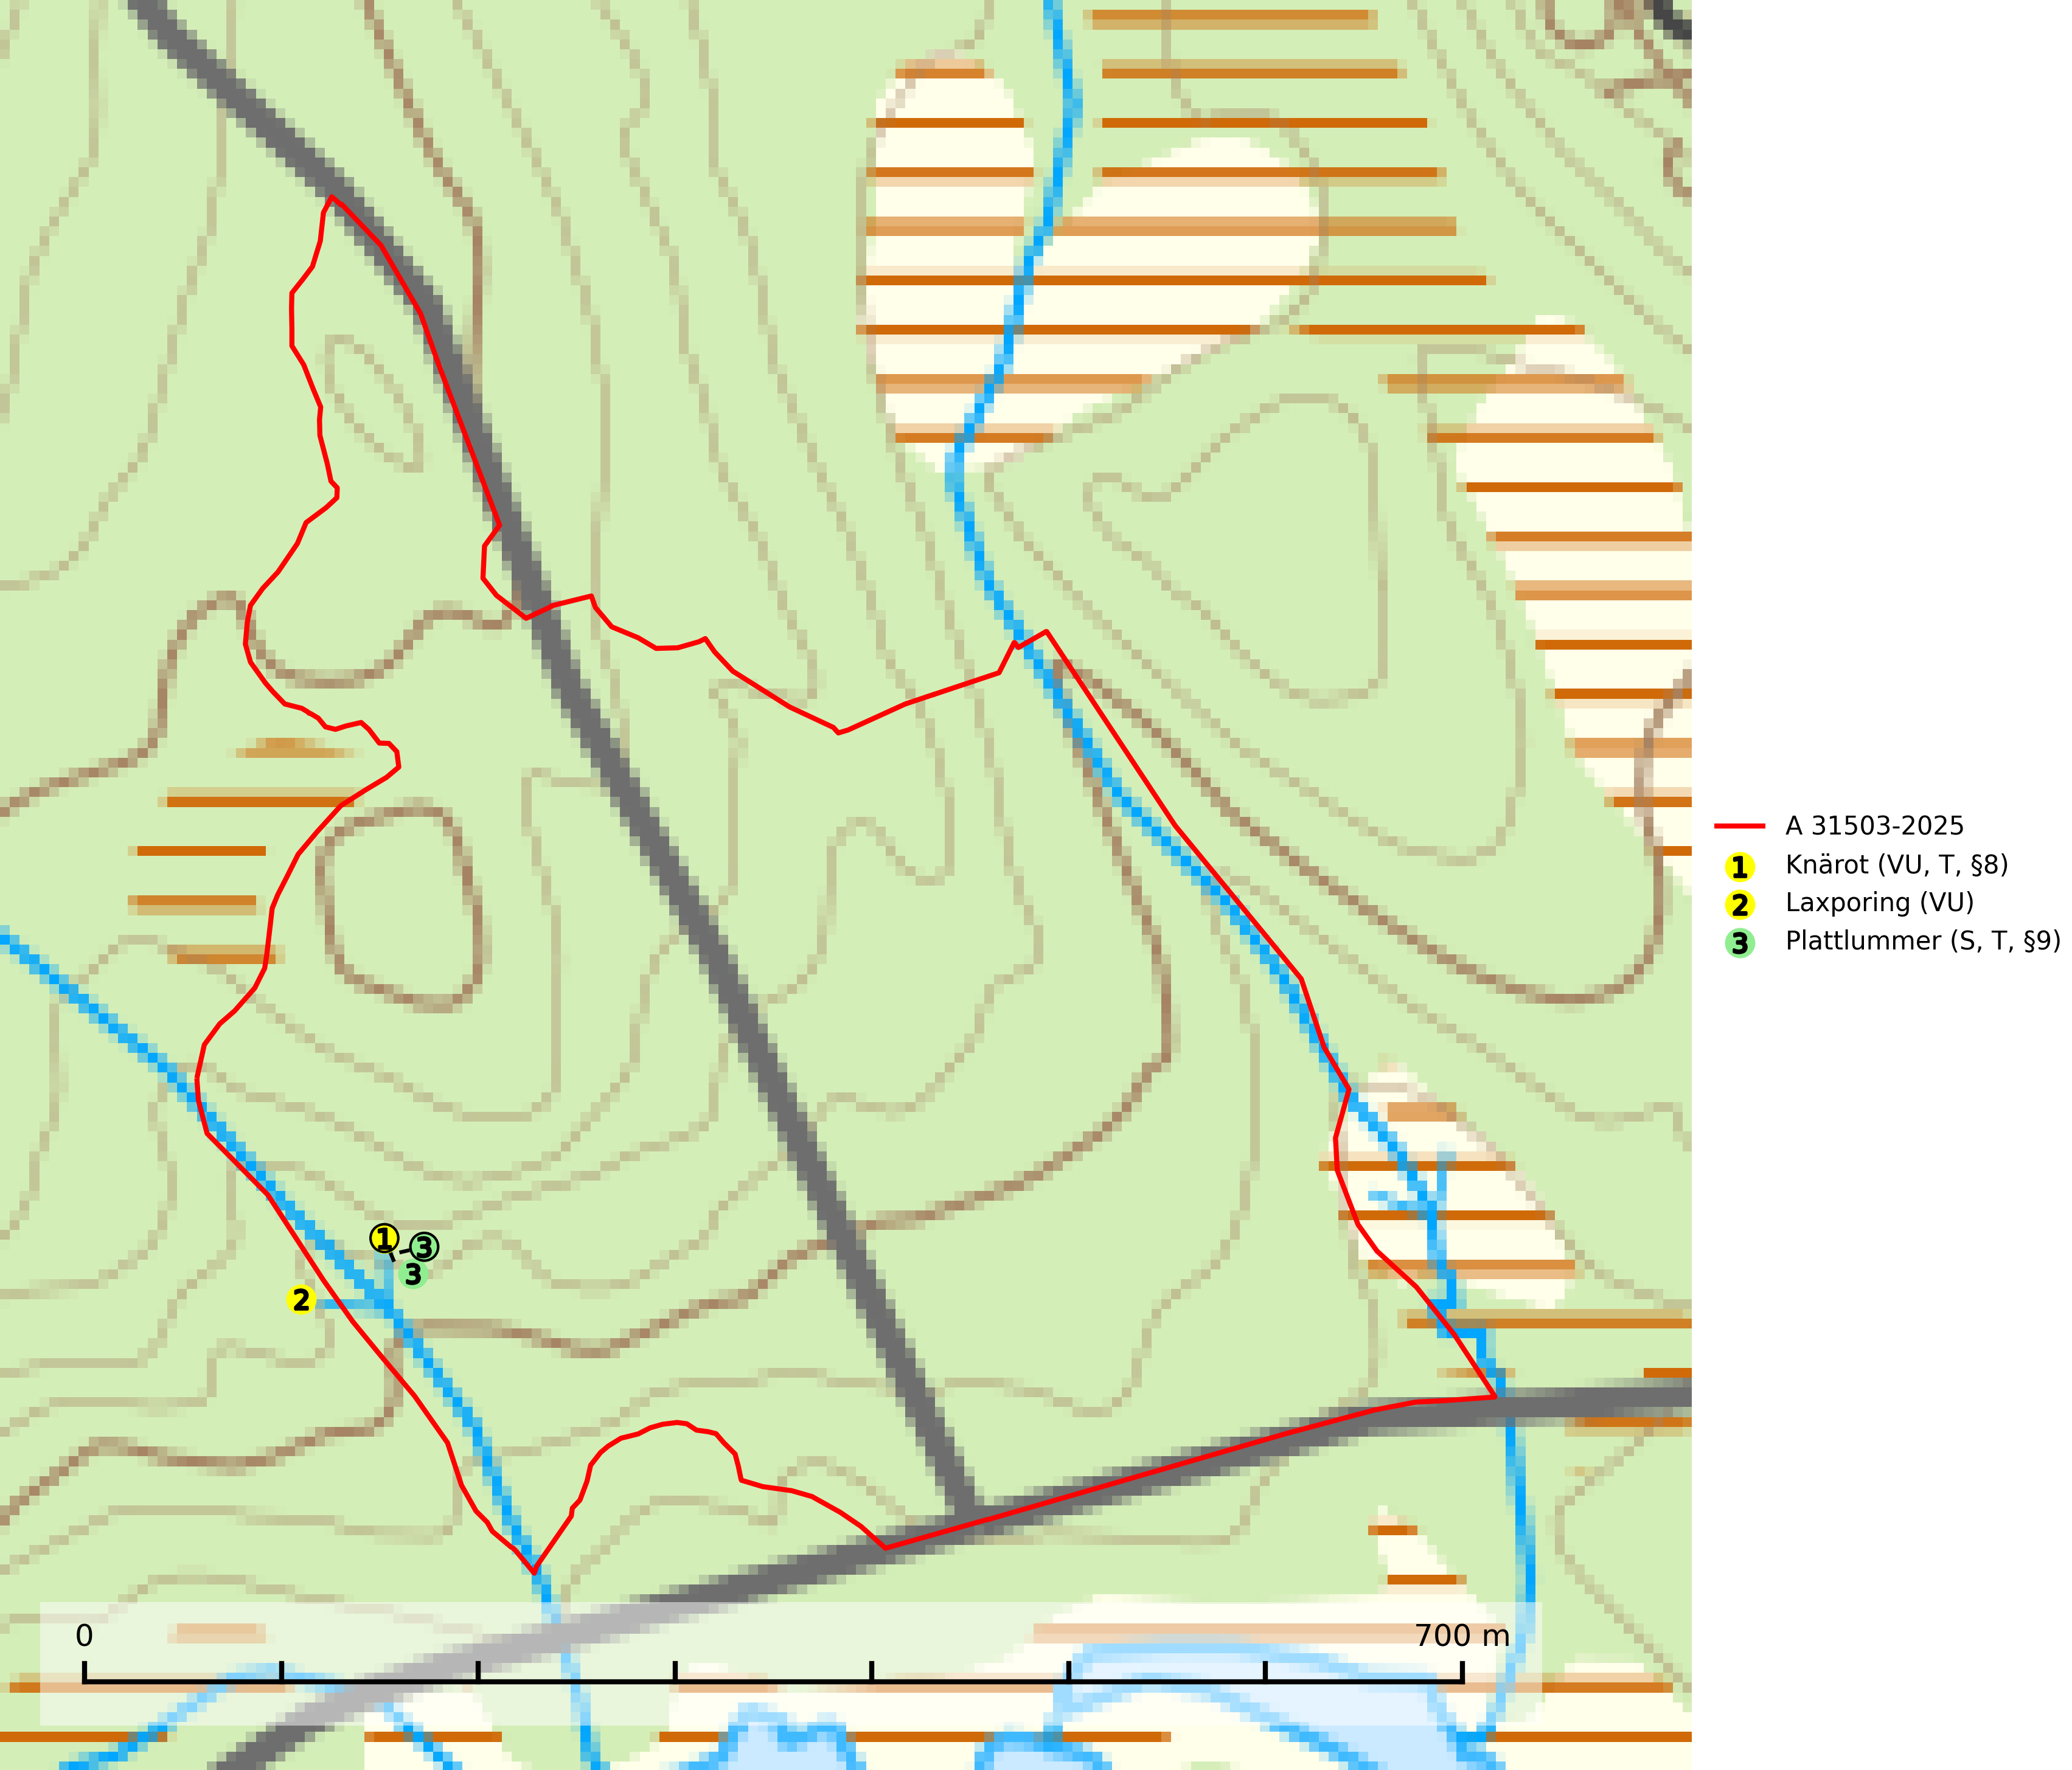 A 31503-2025
1 Knärot (VU, T, §8)
2 Laxporing (VU)
3 Plattlummer (S, T, §9)
1
3
3
2
0 700 m